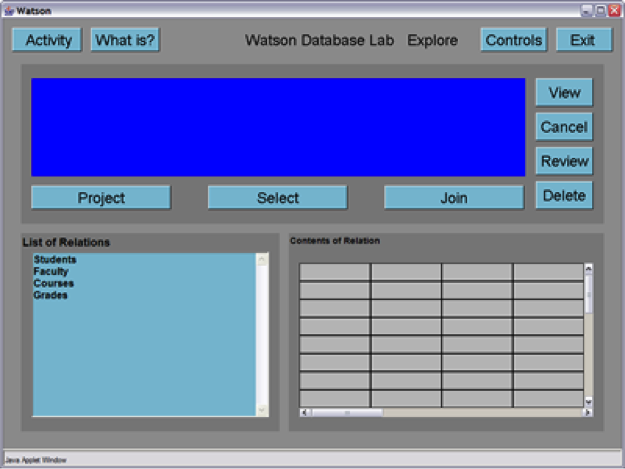 Watson
Activity What is? Watson Database Lab Explore Controls Exit
View
Cancel
Review
Project Select Join Delete
List of Relations Contents of Relation
Students
Faculty
Courses
Grades
Java Applet Window